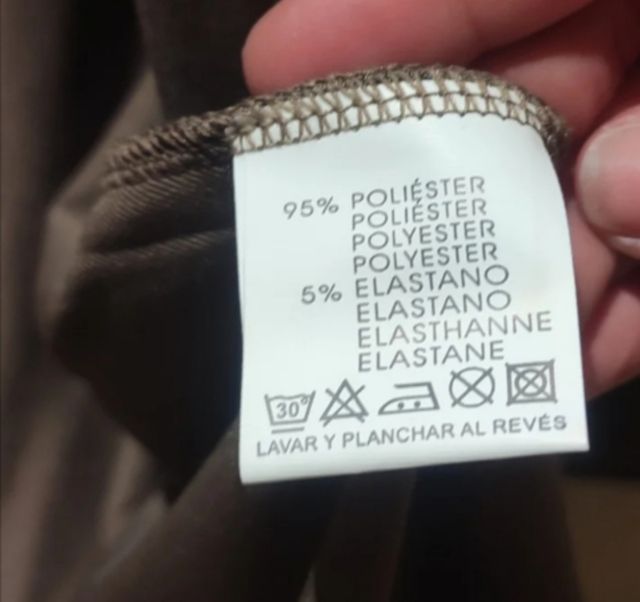 95% POLIÉSTER
POLIÉSTER
POLYESTER
POLYESTER
5% ELASTANO
ELASTANO
ELASTHANNE
ELASTANE
30°
LAVAR Y PLANCHAR AL REVÉS